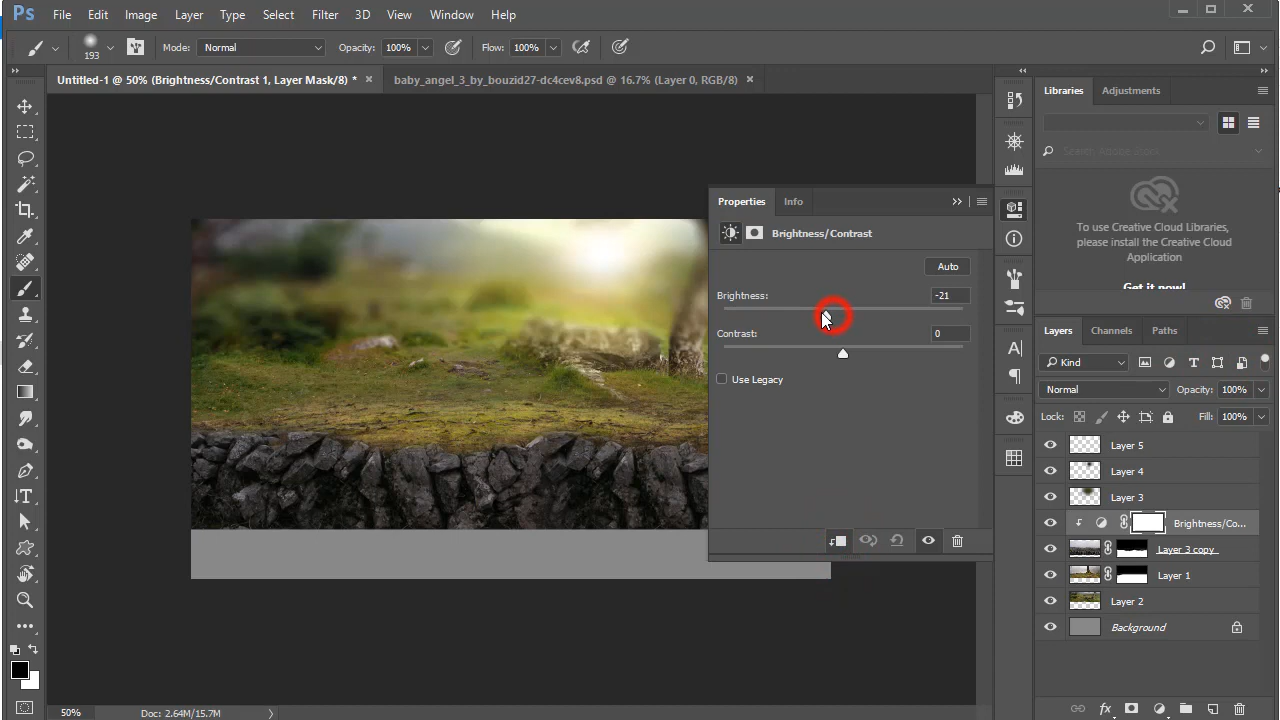 Ps File Edit Image Layer Type Select Filter 3D View Window Help
193 Mode: Normal Opacity: 100% Flow: 100%
Untitled-1 @ 50% (Brightness/Contrast 1, Layer Mask/8) * × baby_angel_3_by_bouzid27-dc4cev8.psd @ 16.7% (Layer 0, RGB/8) ×
Libraries Adjustments
Search Adobe Stock
To use Creative Cloud Libraries,
please install the Creative Cloud
Application
Get it now!
Properties Info
Brightness/Contrast
Auto
Brightness: -21
Contrast: 0
Use Legacy
Layers Channels Paths
Kind
Normal Opacity: 100%
Lock: Fill: 100%
Layer 5
Layer 4
Layer 3
Brightness/Co...
Layer 3 copy
Layer 1
Layer 2
Background
50% Doc: 2.64M/15.7M